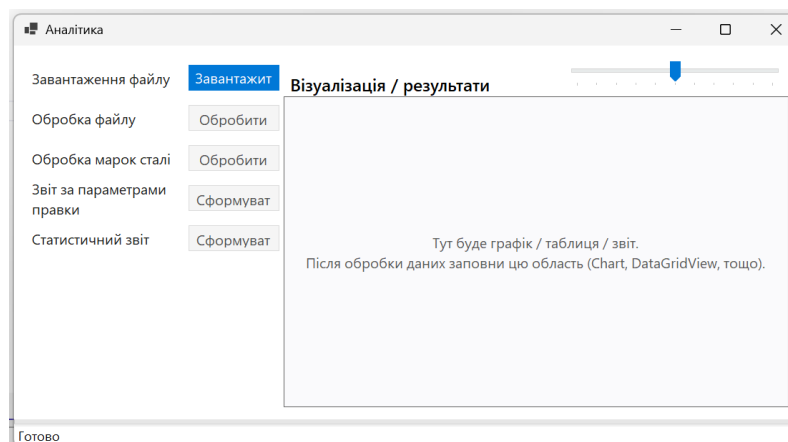 Аналітика
Завантаження файлу
Завантажит
Візуалізація / результати
Обробка файлу
Обробити
Обробка марок сталі
Обробити
Звіт за параметрами
правки
Сформуват
Статистичний звіт
Сформуват
Тут буде графік / таблиця / звіт.
Після обробки даних заповни цю область (Chart, DataGridView, тощо).
Готово